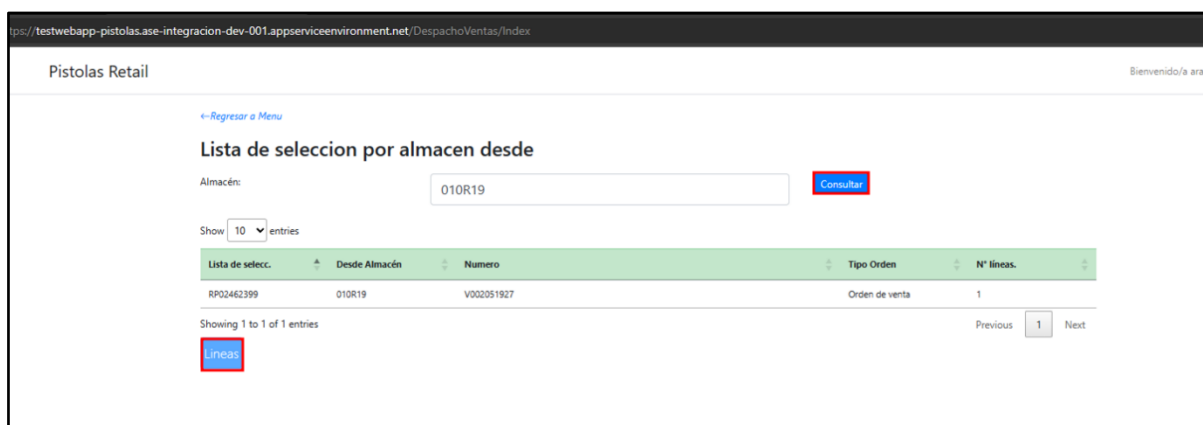 tps://testwebapp-pistolas.ase-integracion-dev-001.appserviceenvironment.net/DespachoVentas/Index
Pistolas Retail Bienvenido/a ara
←Regresar a Menu
Lista de seleccion por almacen desde
Almacén: 010R19 Consultar
Show 10 entries
Lista de selecc. Desde Almacén Numero Tipo Orden N° líneas.
RP02462399 010R19 V002051927 Orden de venta 1
Showing 1 to 1 of 1 entries Previous 1 Next
Lineas